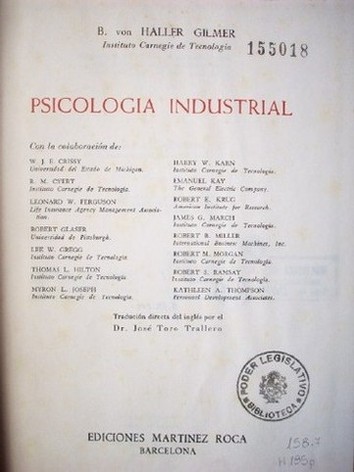 B. von HALLER GILMER
Instituto Carnegie de Tecnología
155018
PSICOLOGIA INDUSTRIAL
Con la colaboración de:
W. J. E. CRISSY
Universidad del Estado de Michigan.
R. M. CYERT
Instituto Carnegie de Tecnología.
LEONARD W. FERGUSON
Life Insurance Agency Management Association.
ROBERT GLASER
Universidad de Pittsburgh.
LEE W. GREGG
Instituto Carnegie de Tecnología.
THOMAS L. HILTON
Instituto Carnegie de Tecnología.
MYRON L. JOSEPH
Instituto Carnegie de Tecnología.
HARRY W. KARN
Instituto Carnegie de Tecnología.
EMANUEL KAY
The General Electric Company.
ROBERT E. KRUG
American Institute for Research.
JAMES G. MARCH
Instituto Carnegie de Tecnología.
ROBERT B. MILLER
International Business Machines, Inc.
ROBERT M. MORGAN
Instituto Carnegie de Tecnología.
ROBERT S. RAMSAY
Instituto Carnegie de Tecnología.
KATHLEEN A. THOMPSON
Personnel Development Associates.
Traducción directa del inglés por el
Dr. José Toro Trallero
PODER LEGISLATIVO
BIBLIOTECA
EDICIONES MARTINEZ ROCA
BARCELONA
158.7